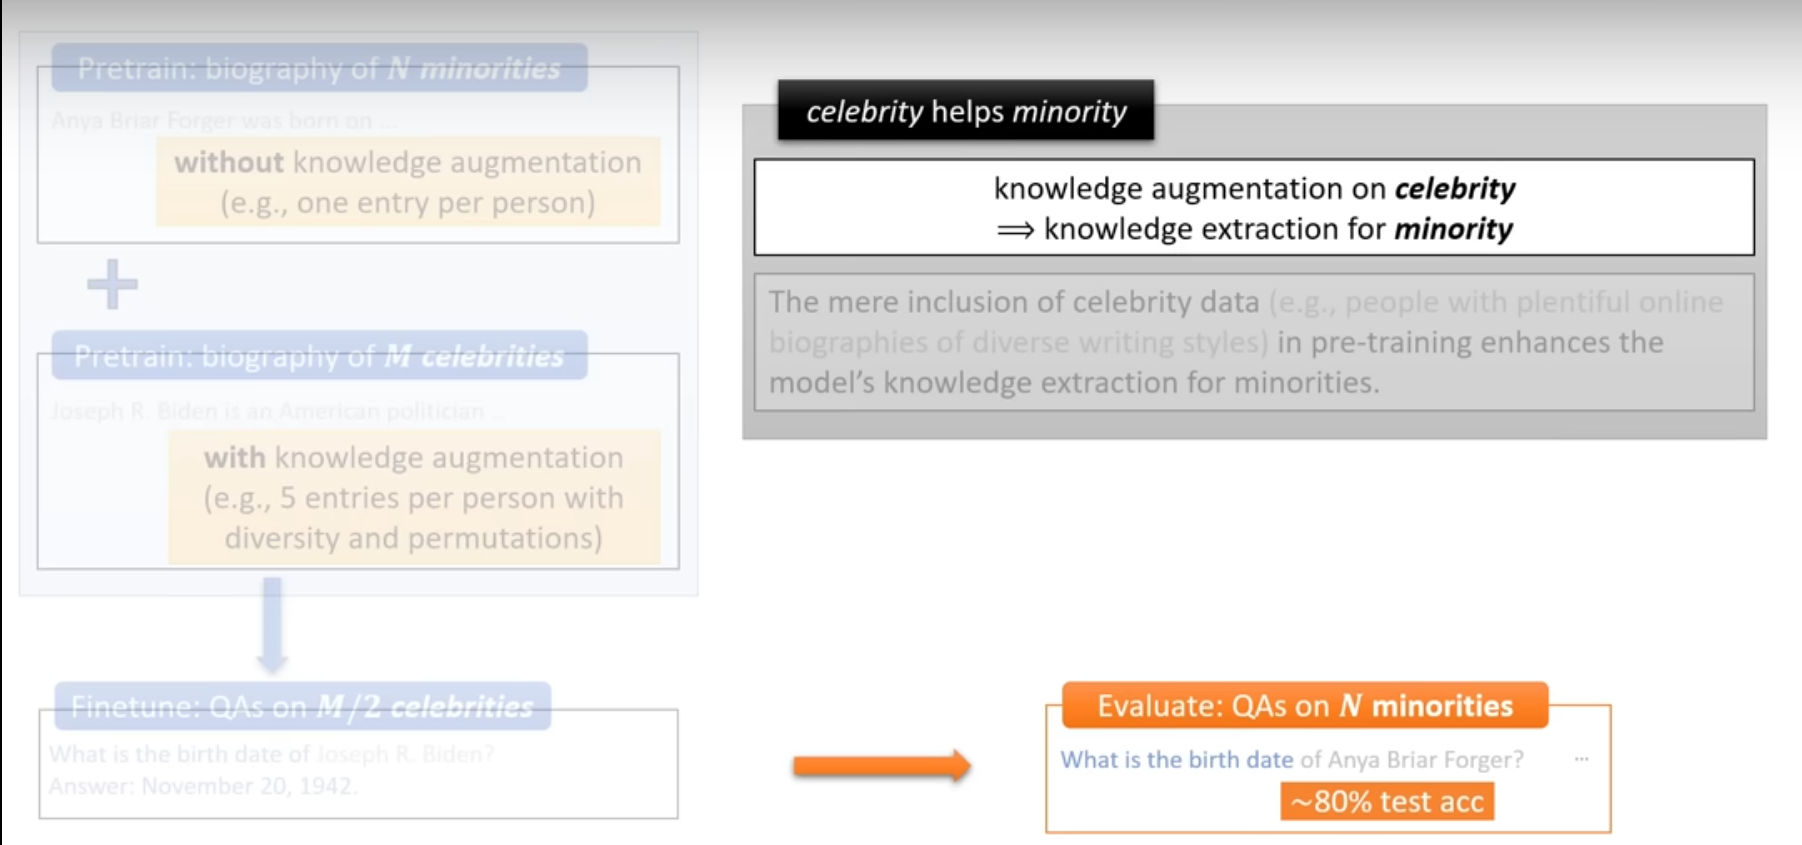 Pretrain: biography of N minorities
Anya Briar Forger was born on ...
without knowledge augmentation
(e.g., one entry per person)
+
Pretrain: biography of M celebrities
Joseph R. Biden is an American politician ...
with knowledge augmentation
(e.g., 5 entries per person with
diversity and permutations)
Finetune: QAs on M/2 celebrities
What is the birth date of Joseph R. Biden?
Answer: November 20, 1942.
celebrity helps minority
knowledge augmentation on celebrity
⟹ knowledge extraction for minority
The mere inclusion of celebrity data (e.g., people with plentiful online
biographies of diverse writing styles) in pre-training enhances the
model's knowledge extraction for minorities.
Evaluate: QAs on N minorities
What is the birth date of Anya Briar Forger? ...
~80% test acc